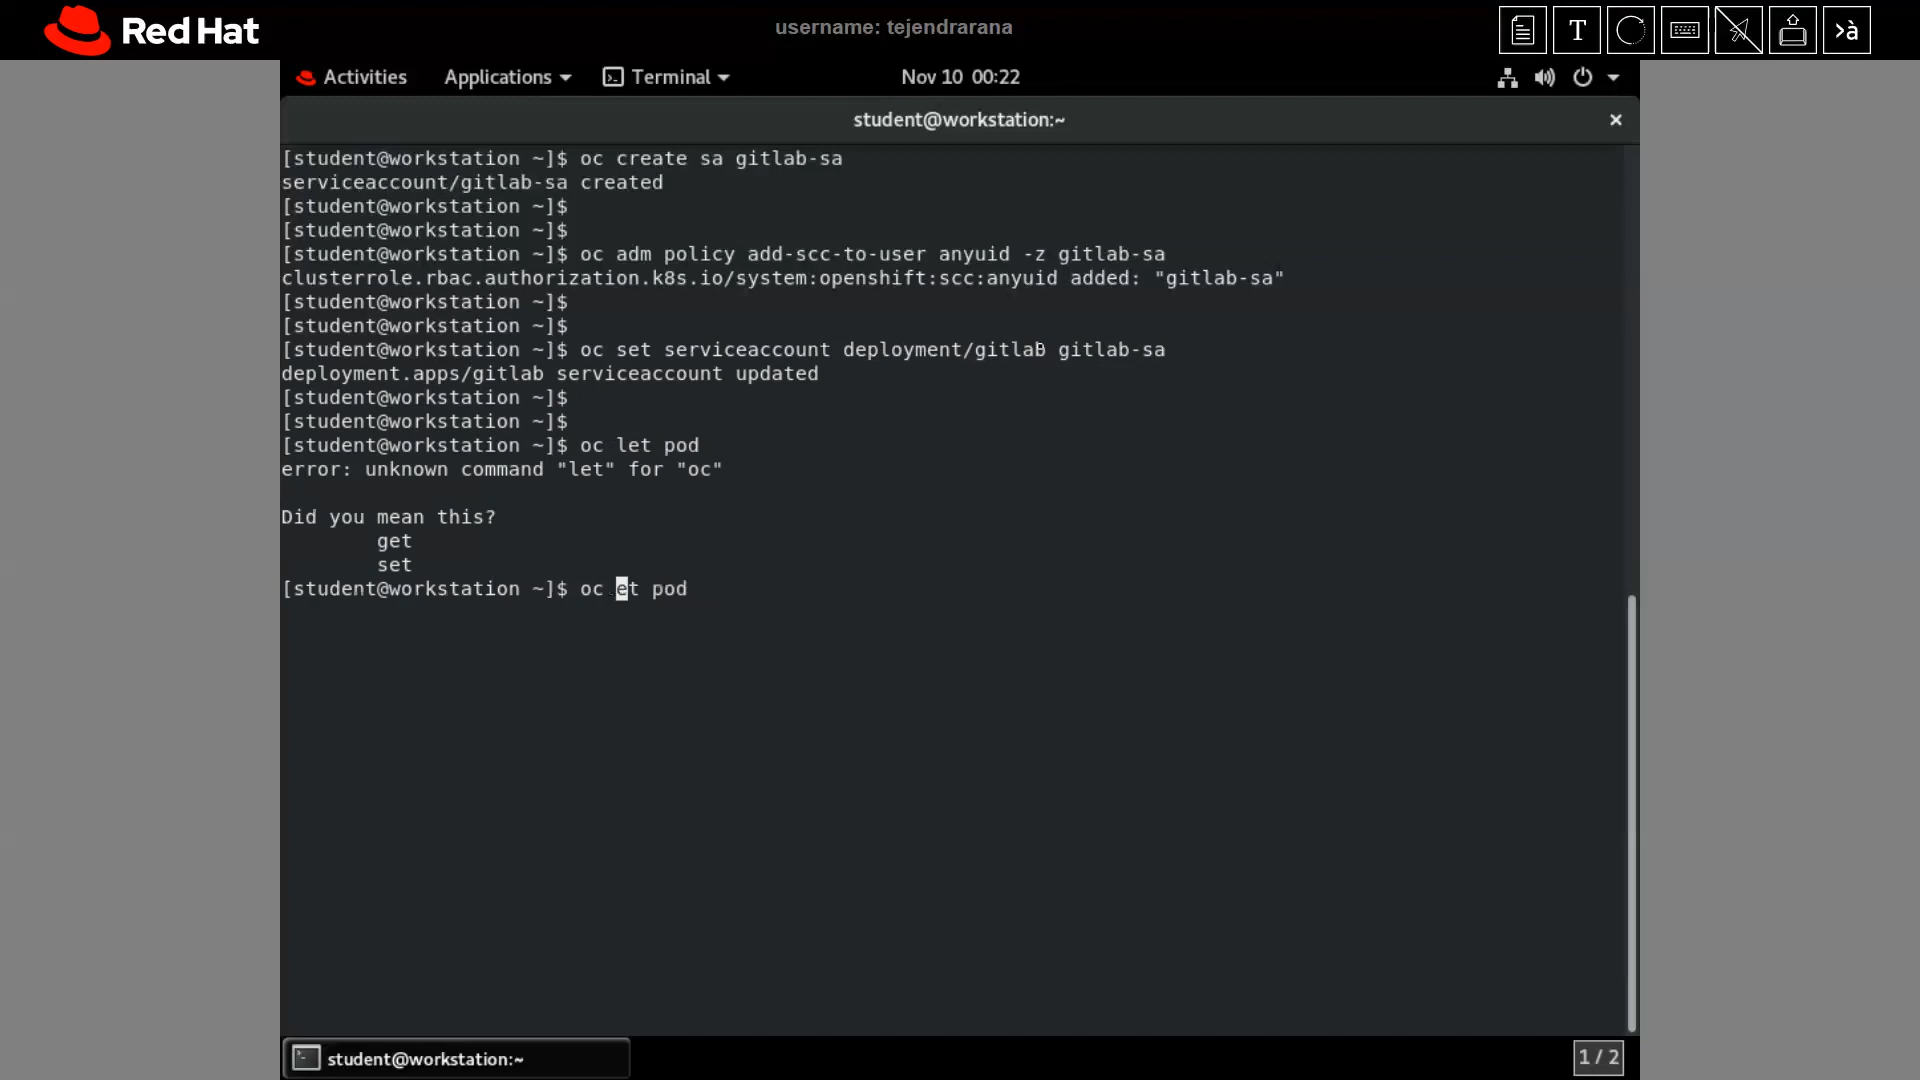 Red Hat
username: tejendrarana
T
>à
Activities Applications Terminal Nov 10 00:22
student@workstation:~ ×
[student@workstation ~]$ oc create sa gitlab-sa
serviceaccount/gitlab-sa created
[student@workstation ~]$
[student@workstation ~]$
[student@workstation ~]$ oc adm policy add-scc-to-user anyuid -z gitlab-sa
clusterrole.rbac.authorization.k8s.io/system:openshift:scc:anyuid added: "gitlab-sa"
[student@workstation ~]$
[student@workstation ~]$
[student@workstation ~]$ oc set serviceaccount deployment/gitlab gitlab-sa
deployment.apps/gitlab serviceaccount updated
[student@workstation ~]$
[student@workstation ~]$
[student@workstation ~]$ oc let pod
error: unknown command "let" for "oc"
Did you mean this?
get
set
[student@workstation ~]$ oc et pod
student@workstation:~
1 / 2